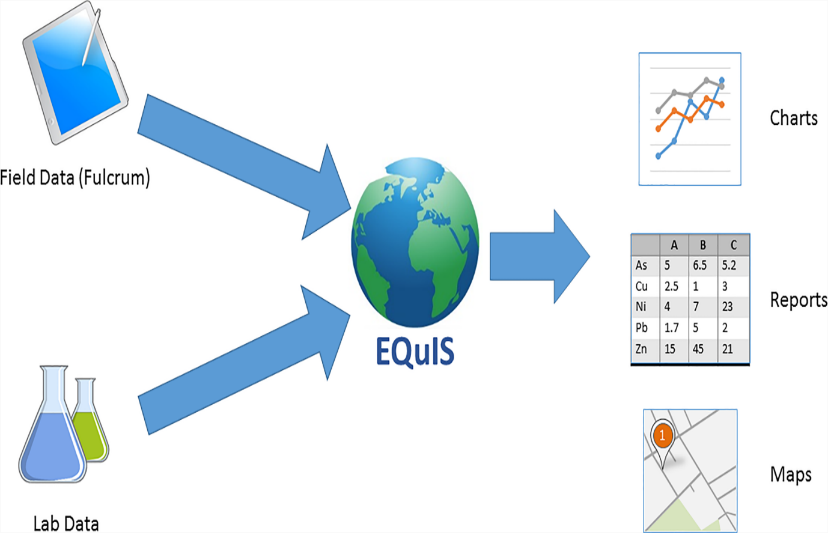 Field Data (Fulcrum)
Lab Data
EQuIS
Charts
A B C
As 5 6.5 5.2
Cu 2.5 1 3
Ni 4 7 23
Pb 1.7 5 2
Zn 15 45 21
Reports
1
Maps